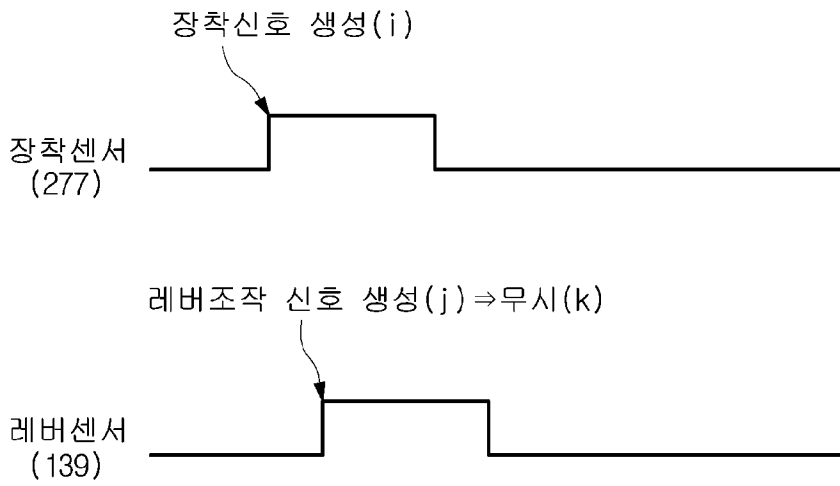 장착신호 생성(i)
장착센서
(277)
레버조작 신호 생성(j)⇒무시(k)
레버센서
(139)